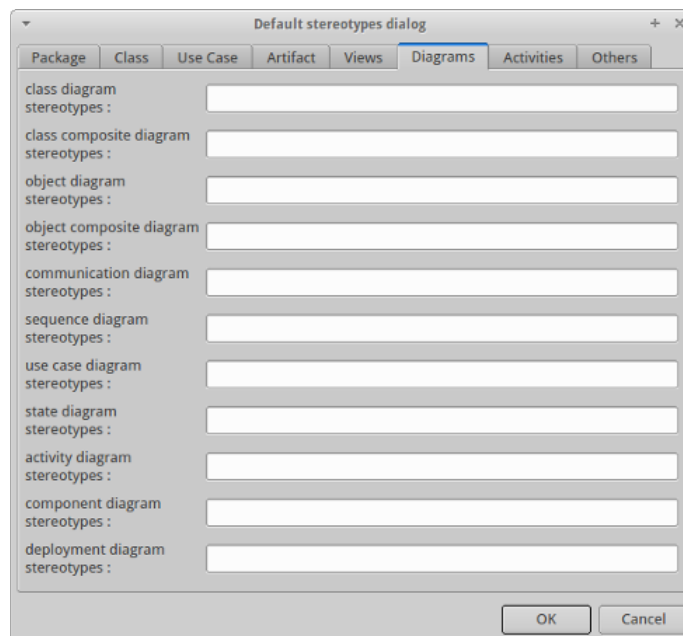 Default stereotypes dialog
Package Class Use Case Artifact Views Diagrams Activities Others
class diagram
stereotypes :
class composite diagram
stereotypes :
object diagram
stereotypes :
object composite diagram
stereotypes :
communication diagram
stereotypes :
sequence diagram
stereotypes :
use case diagram
stereotypes :
state diagram
stereotypes :
activity diagram
stereotypes :
component diagram
stereotypes :
deployment diagram
stereotypes :
OK Cancel